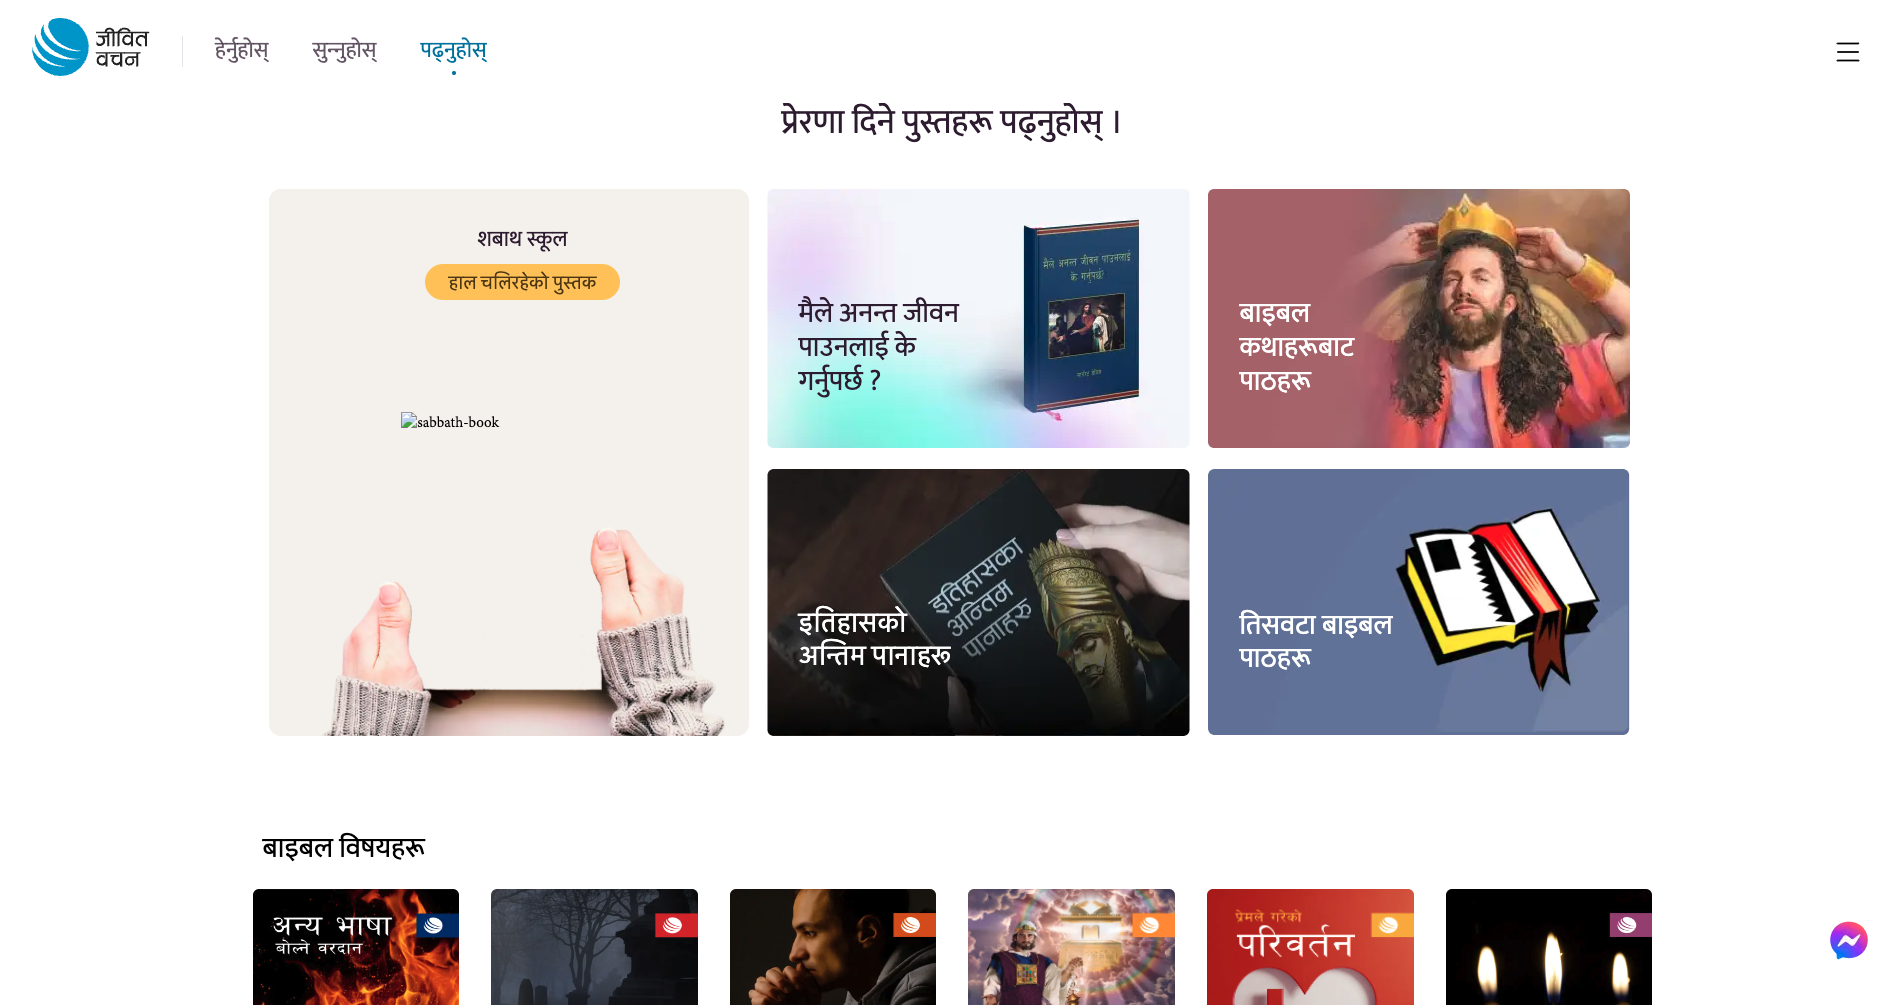 जीवित
वचन
हेर्नुहोस्
सुन्नुहोस्
पढ्नुहोस्
प्रेरणा दिने पुस्तहरू पढ्नुहोस् ।
शबाथ स्कूल
हाल चलिरहेको पुस्तक
sabbath-book
मैले अनन्त जीवन
पाउनलाई के
गर्नुपर्छ ?
मैले अनन्त जीवन पाउनलाई
के गर्नुपर्छ?
बाइबल
कथाहरूबाट
पाठहरू
इतिहासको
अन्तिम पानाहरू
इतिहासका
अन्तिम
पानाहरु
तिसवटा बाइबल
पाठहरू
बाइबल विषयहरू
अन्य भाषा
बोल्ने वरदान
प्रेमले गरेको
परिवर्तन